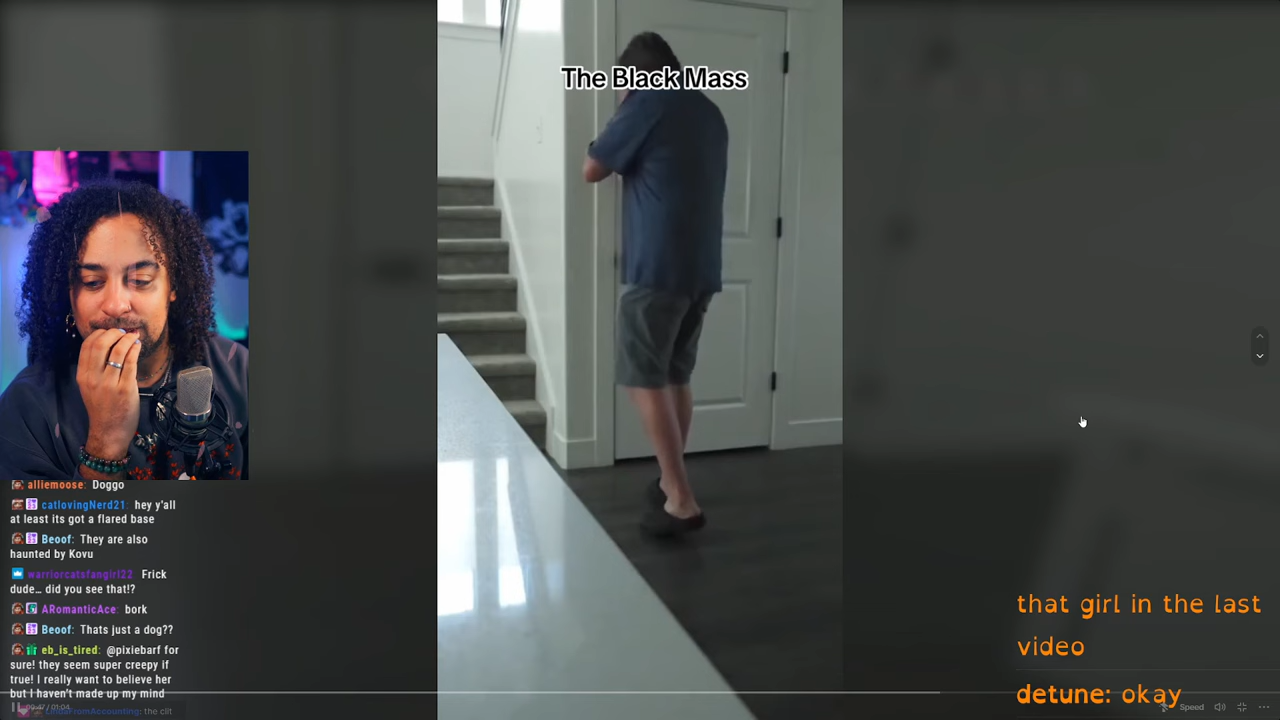 The Black Mass
alliemoose: Doggo
catlovingNerd21: hey y'all
at least its got a flared base
Beoof: They are also
haunted by Kovu
warriorcatsfangirl22: Frick
dude… did you see that!?
ARomanticAce: bork
Beoof: Thats just a dog??
eb_is_tired: @pixiebarf for
sure! they seem super creepy if
true! I really want to believe her
but I haven't made up my mind
that girl in the last
video
detune: okay
Speed